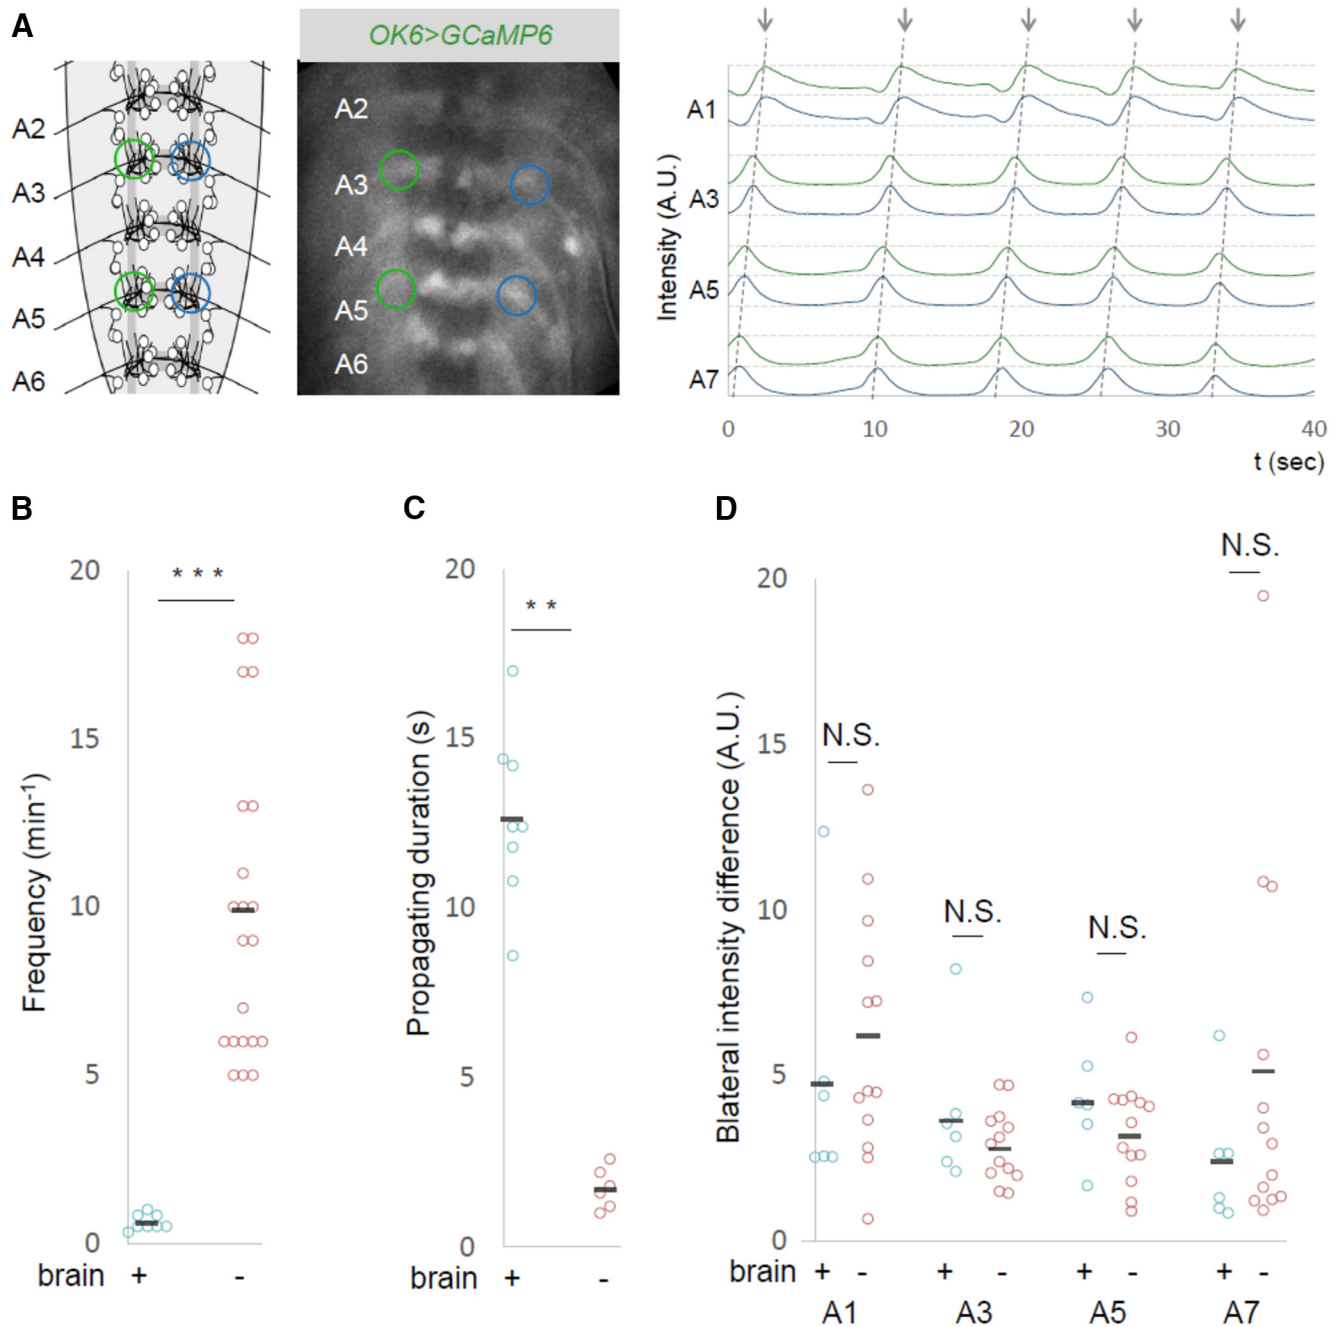 A
OK6>GCaMP6
A2
A3
A4
A5
A6
A2
A3
A4
A5
A6
Intensity (A. U.)
A1
A3
A5
A7
0 10 20 30 40
t (sec)
B
Frequency (min-1)
20
15
10
5
0
* * *
brain + -
C
Propagating duration (s)
20
15
10
5
0
* *
brain + -
D
Blateral intensity difference (A.U.)
20
15
10
5
0
N.S.
N.S.
N.S.
N.S.
brain + - + - + - + -
A1 A3 A5 A7